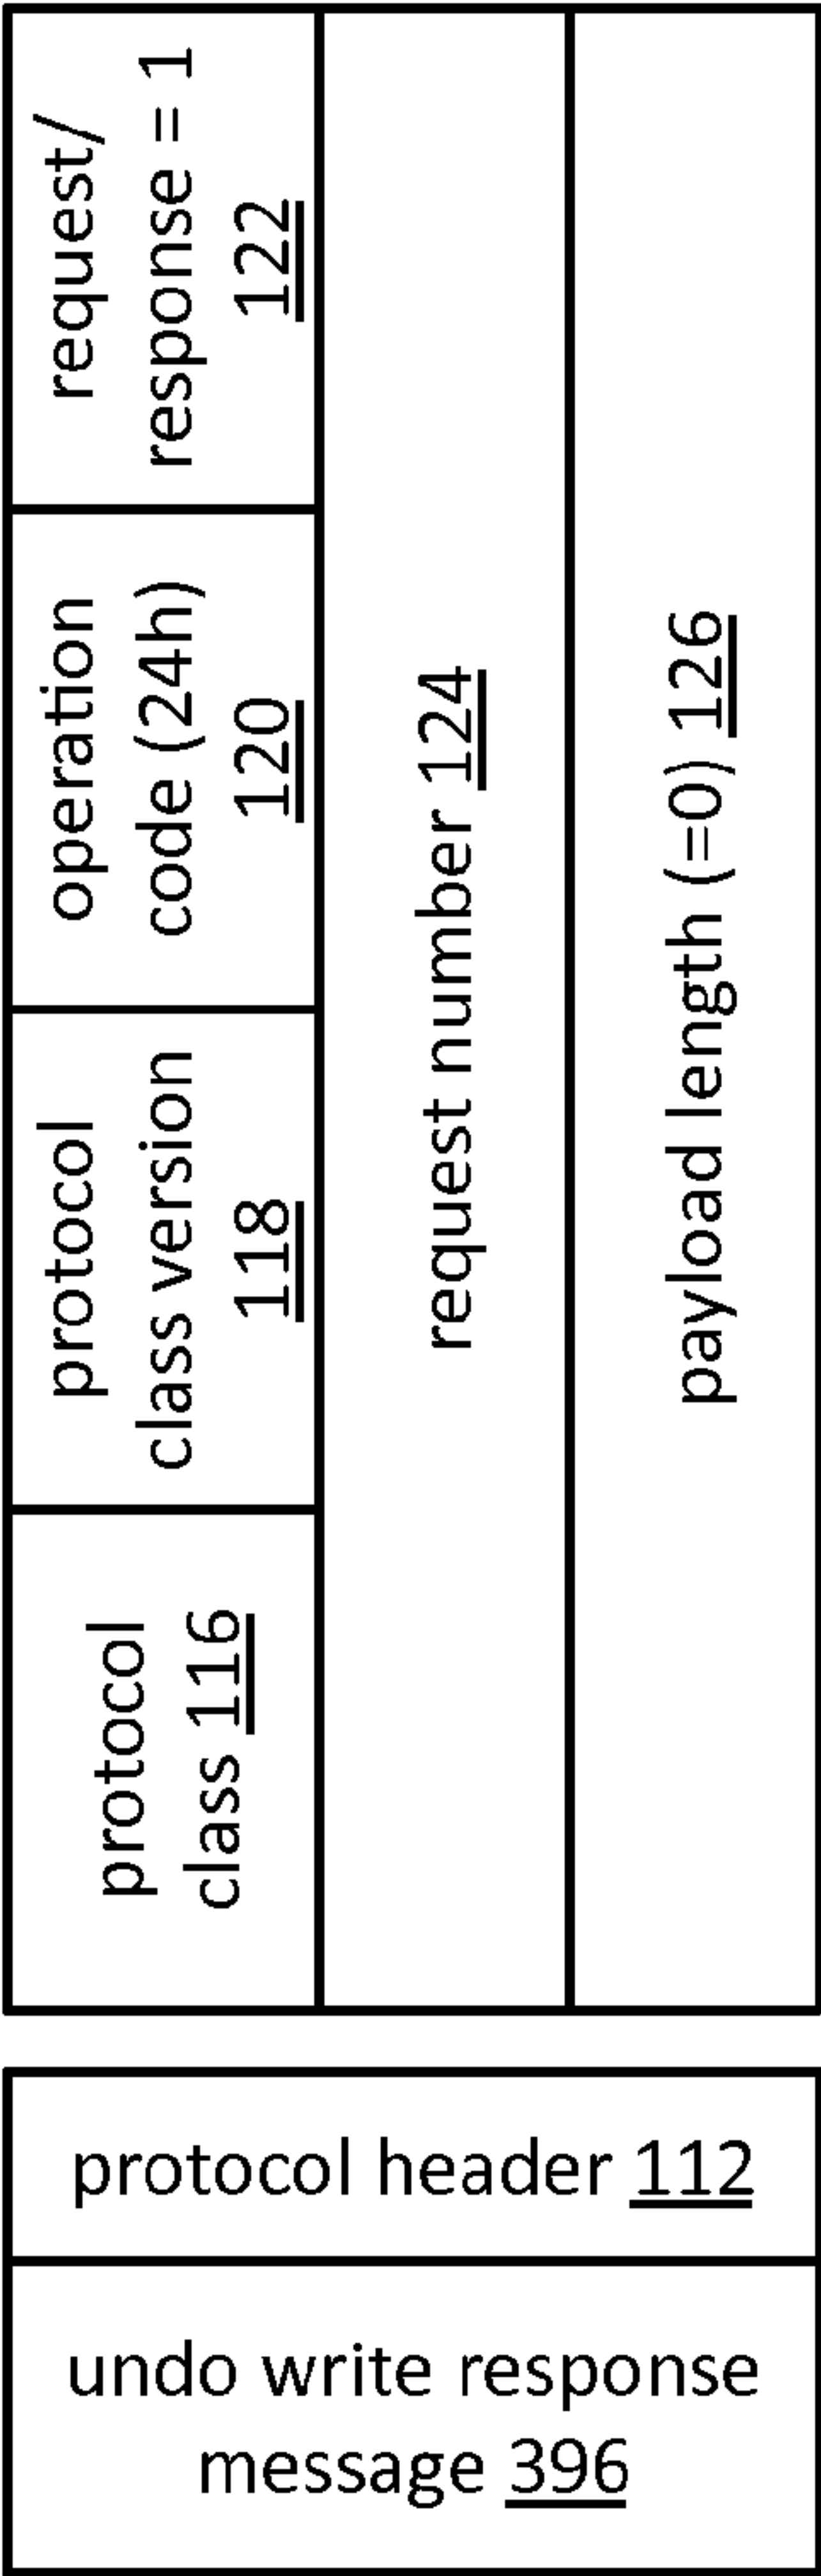 protocol
class 116
protocol
class version
118
operation
code (24h)
120
request/
response = 1
122
request number 124
payload length (=0) 126
protocol header 112
undo write response
message 396